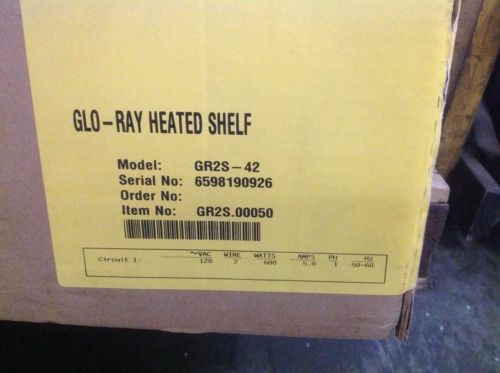 GLO-RAY HEATED SHELF
Model: GR2S-42
Serial No: 6598190926
Order No:
Item No: GR2S.00050
~VAC WIRE WATTS AMPS PH Hz
Circuit 1: 120 2 600 5.0 1 50-60